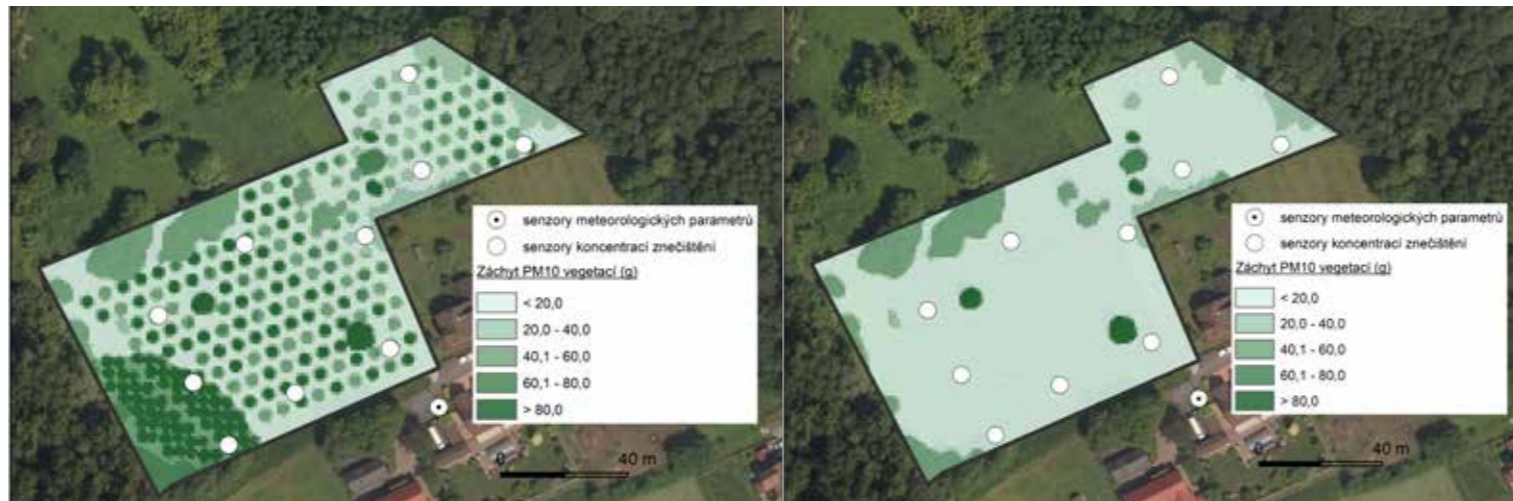 senzory meteorologických parametrů
senzory koncentrací znečištění
Záchyt PM10 vegetací (g)
< 20,0
20,0 - 40,0
40,1 - 60,0
60,1 - 80,0
> 80,0
0 40 m
senzory meteorologických parametrů
senzory koncentrací znečištění
Záchyt PM10 vegetací (g)
< 20,0
20,0 - 40,0
40,1 - 60,0
60,1 - 80,0
> 80,0
0 40 m